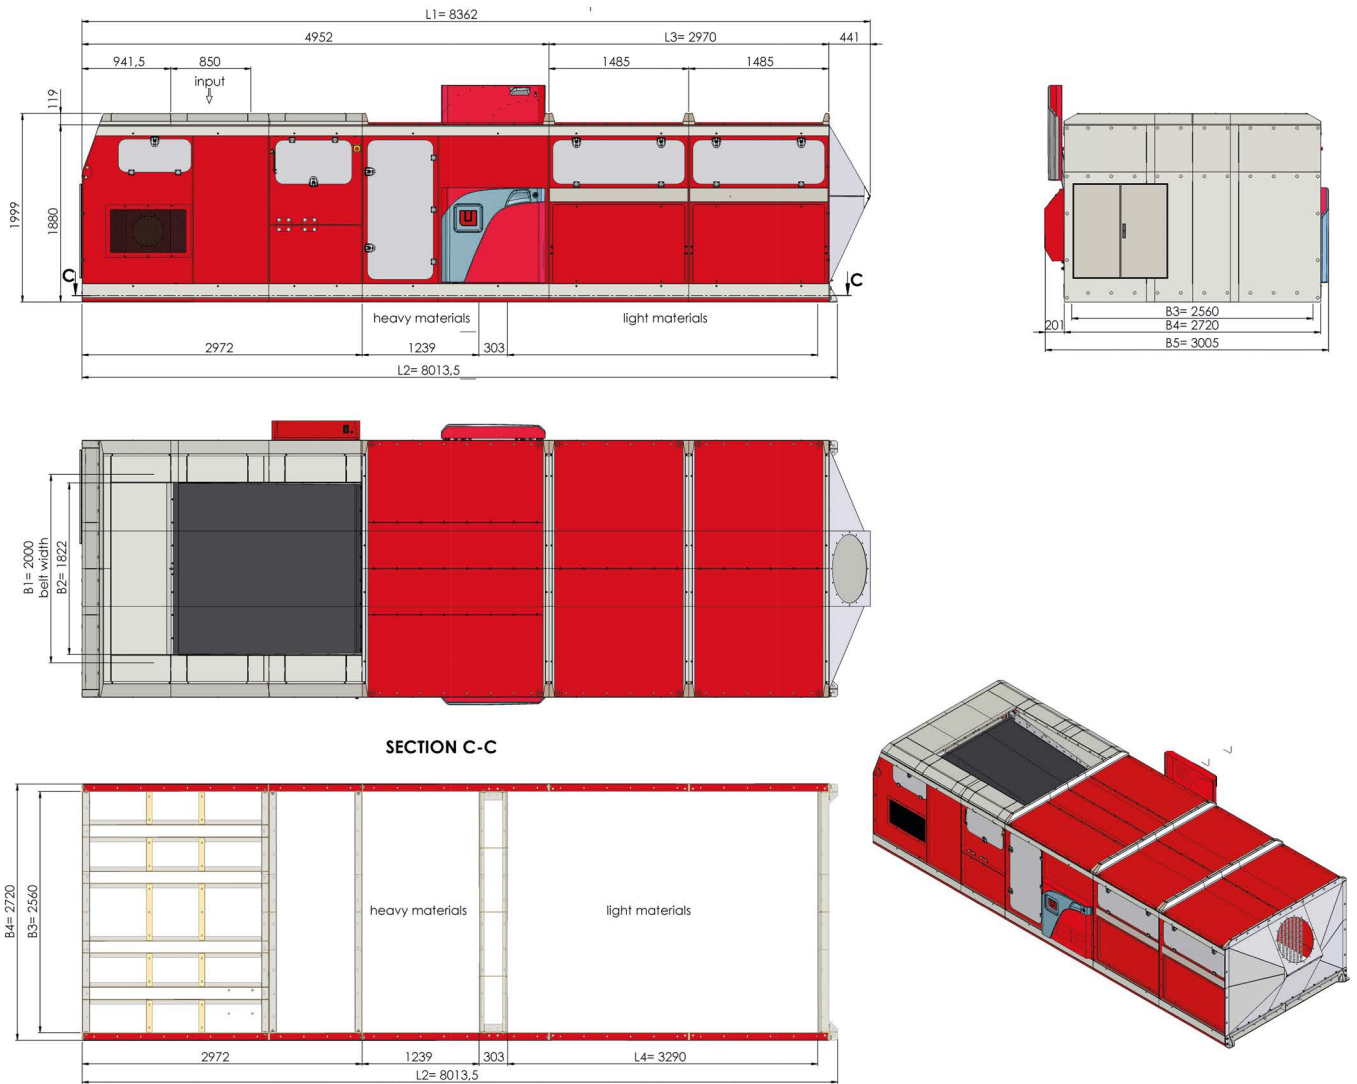 L1= 8362
4952
L3= 2970
441
941,5
850
1485
1485
input
119
1999
1880
C
C
heavy materials
light materials
2972
1239
303
L2= 8013,5
B3= 2560
201
B4= 2720
B5= 3005
B1= 2000
belt width
B2= 1822
SECTION C-C
B4= 2720
B3= 2560
heavy materials
light materials
2972
1239
303
L4= 3290
L2= 8013,5